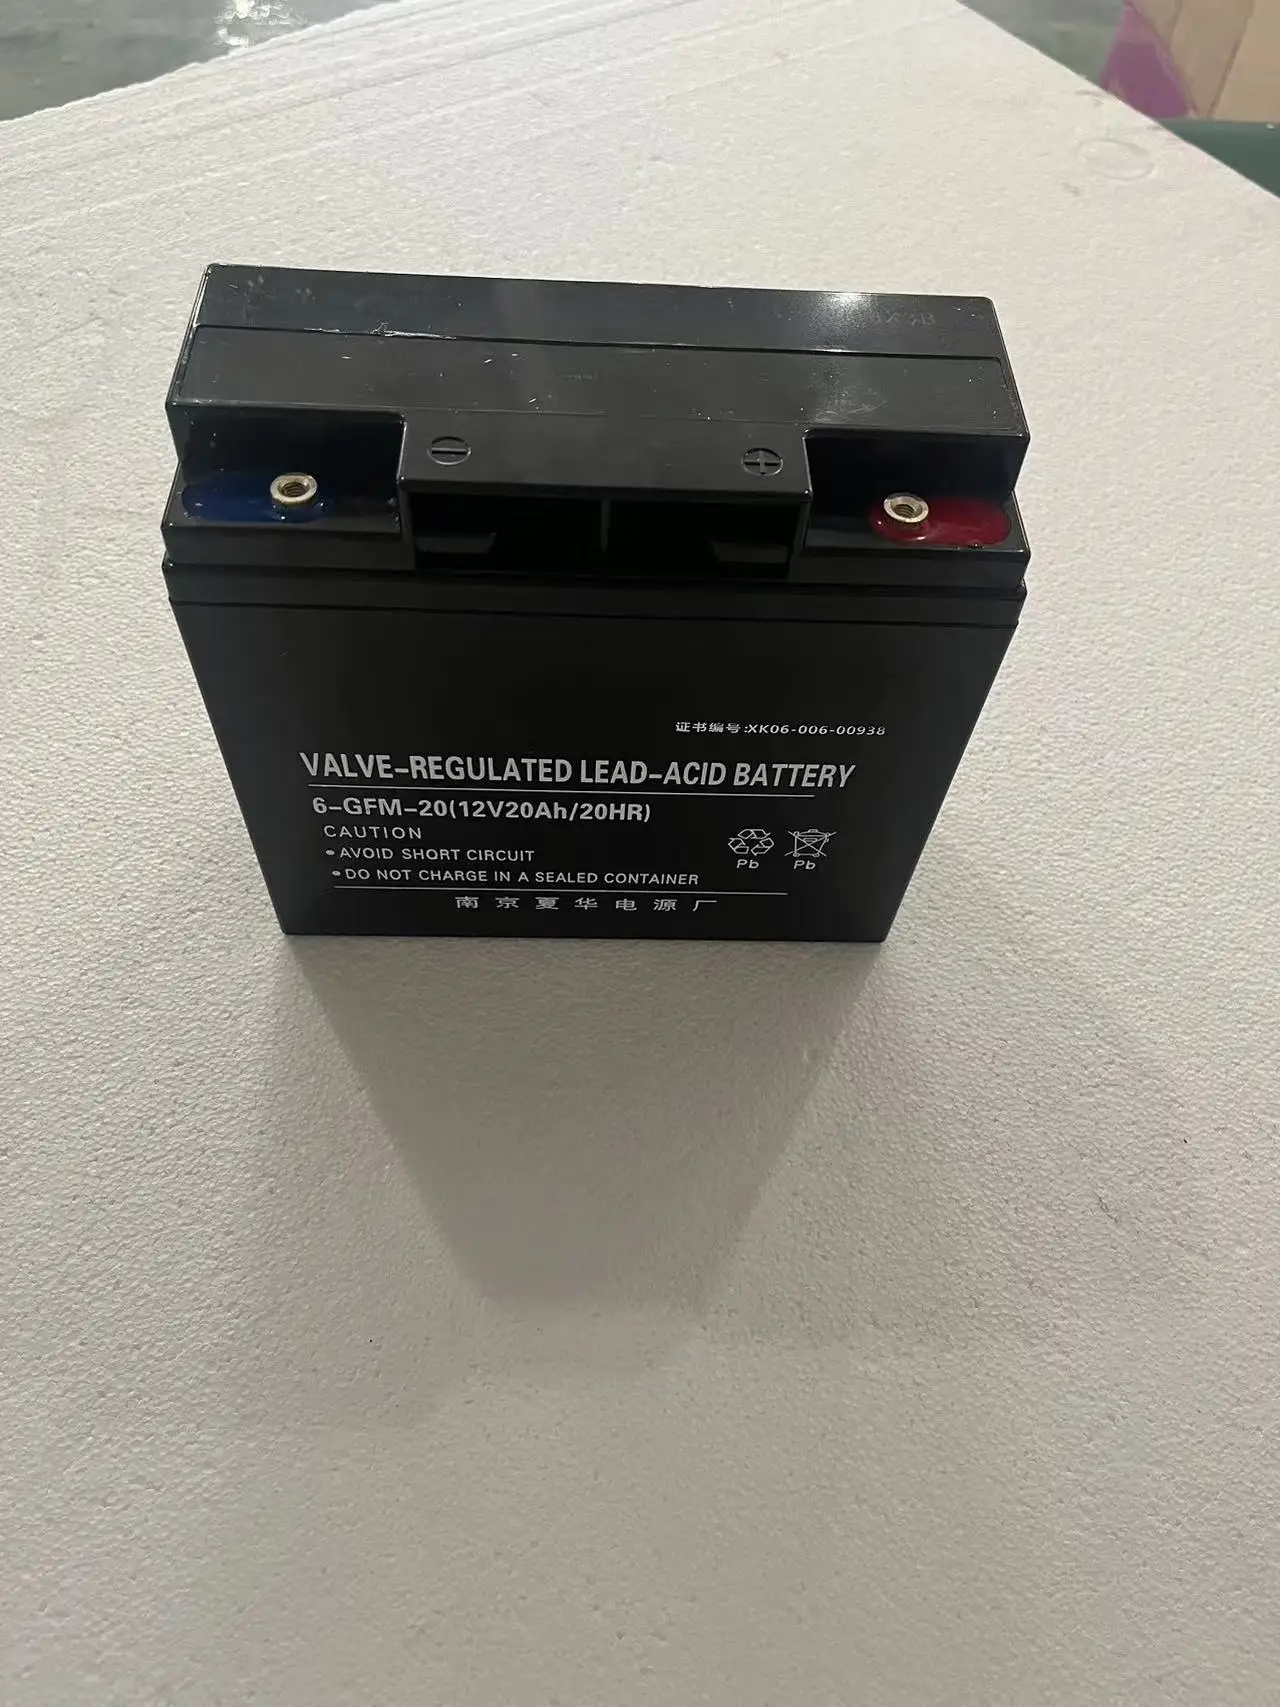 证书编号:XK06-006-00938
VALVE-REGULATED LEAD-ACID BATTERY
6-GFM-20(12V20Ah/20HR)
CAUTION
•AVOID SHORT CIRCUIT
•DO NOT CHARGE IN A SEALED CONTAINER
Pb Pb
南京夏华电源厂